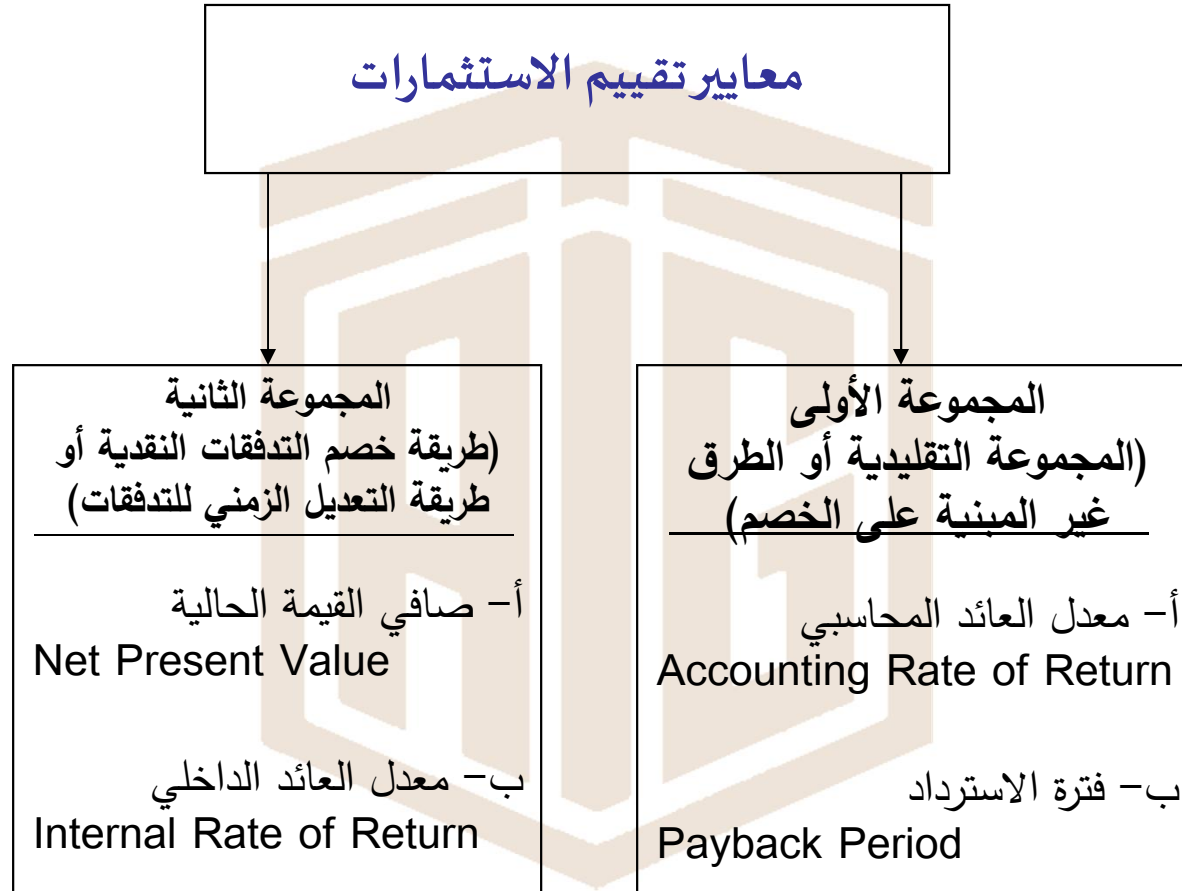 معايير تقييم الاستثمارات
المجموعة الأولى
(المجموعة التقليدية أو الطرق
غير المبنية على الخصم)
أ- معدل العائد المحاسبي
Accounting Rate of Return
ب- فترة الاسترداد
Payback Period
المجموعة الثانية
(طريقة خصم التدفقات النقدية أو
طريقة التعديل الزمني للتدفقات)
أ- صافي القيمة الحالية
Net Present Value
ب- معدل العائد الداخلي
Internal Rate of Return